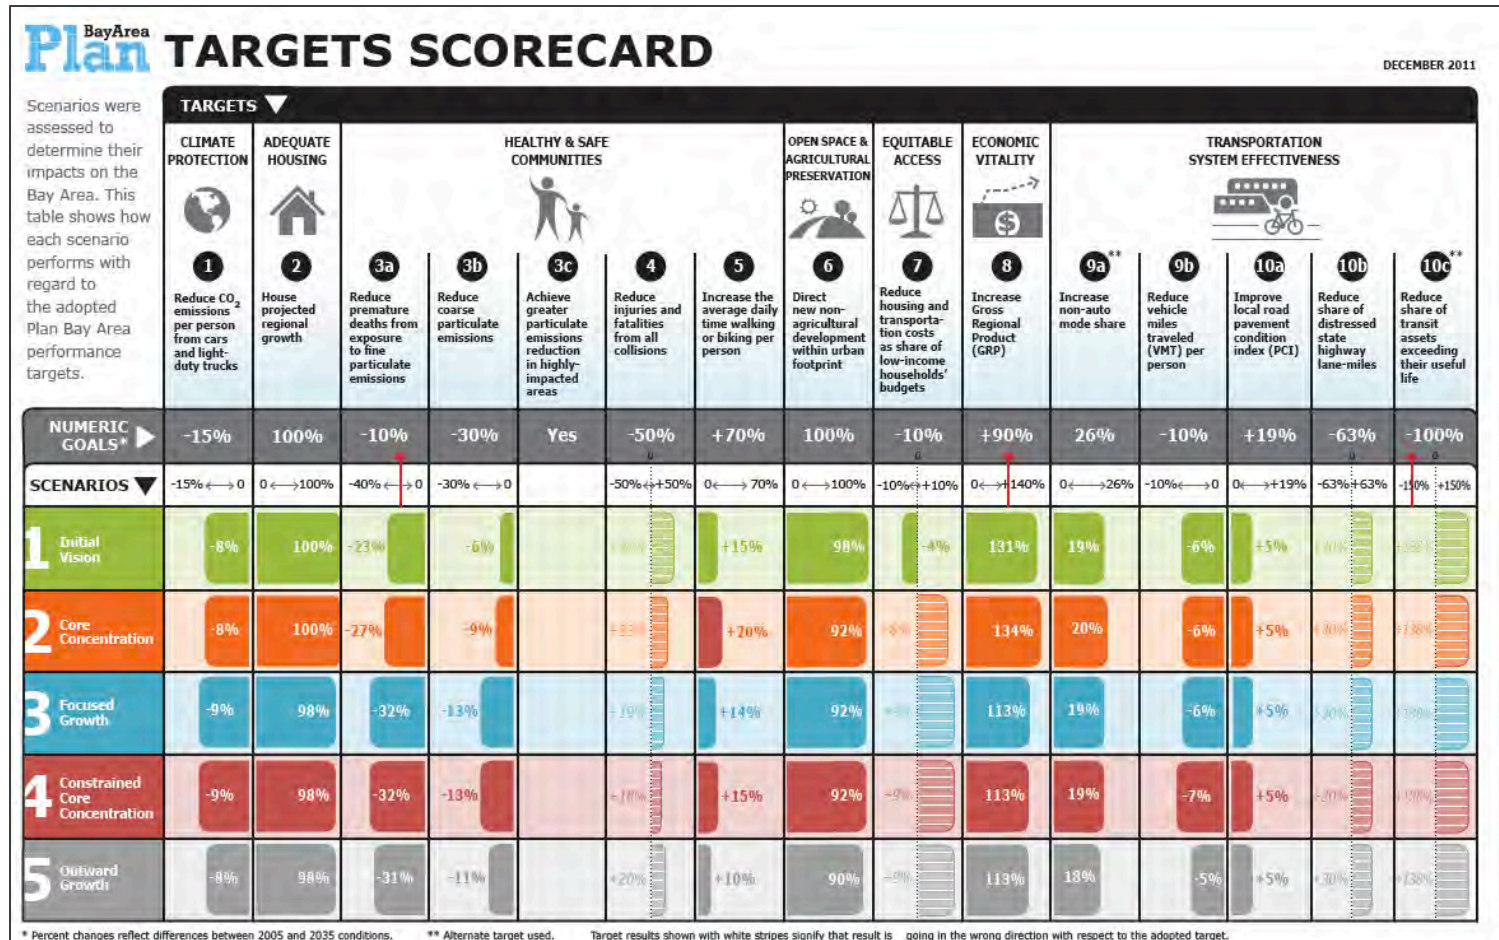 BayArea
Plan
TARGETS SCORECARD
DECEMBER 2011
Scenarios were
assessed to
determine their
impacts on the
Bay Area. This
table shows how
each scenario
performs with
regard to
the adopted
Plan Bay Area
performance
targets.
TARGETS
CLIMATE
PROTECTION
ADEQUATE
HOUSING
HEALTHY & SAFE
COMMUNITIES
OPEN SPACE &
AGRICULTURAL
PRESERVATION
EQUITABLE
ACCESS
ECONOMIC
VITALITY
TRANSPORTATION
SYSTEM EFFECTIVENESS
1
Reduce CO2
emissions
per person
from cars
and light-
duty trucks
2
House
projected
regional
growth
3a
Reduce
premature
deaths from
exposure
to fine
particulate
emissions
3b
Reduce
coarse
particulate
emissions
3c
Achieve
greater
particulate
emissions
reduction
in highly-
impacted
areas
4
Reduce
injuries and
fatalities
from all
collisions
5
Increase the
average daily
time walking
or biking per
person
6
Direct
new non-
agricultural
development
within urban
footprint
7
Reduce
housing and
transporta-
tion costs
as share of
low-income
households'
budgets
8
Increase
Gross
Regional
Product
(GRP)
9a**
Increase
non-auto
mode share
9b
Reduce
vehicle
miles
traveled
(VMT) per
person
10a
Improve
local road
pavement
condition
index (PCI)
10b
Reduce
share of
distressed
state
highway
lane-miles
10c**
Reduce
share of
transit
assets
exceeding
their useful
life
NUMERIC
GOALS*
-15% 100% -10% -30% Yes -50% +70% 100% -10% +90% 26% -10% +19% -63% -100%
0 0 0 0
SCENARIOS -15% 0 0 100% -40% 0 -30% 0 -50% +50% 0 70% 0 100% -10% +10% 0 +140% 0 26% -10% 0 0 +19% -63% +63% -150% +150%
1 Initial
Vision
-8% 100% -23% -6% +15% 98% -4% 131% 19% -6% +5%
2 Core
Concentration
-8% 100% -27% -9% +20% 92% +8% 134% 20% -6% +5% +30% +138%
3 Focused
Growth
-9% 98% -32% -13% +19% +14% 92% 113% 19% -6% +5% +30%
4 Constrained
Core
Concentration
-9% 98% -32% -13% +18% +15% 92% 113% 19% -7% +5%
5 Outward
Growth
-8% 98% -31% -11% +20% +10% 90% 113% 18% -5% +5% +30% +138%
* Percent changes reflect differences between 2005 and 2035 conditions. ** Alternate target used. Target results shown with white stripes signify that result is going in the wrong direction with respect to the adopted target.